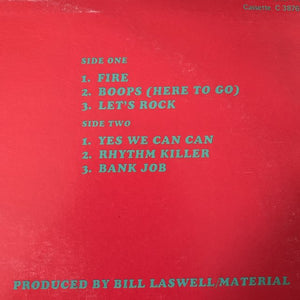 Cassette C 3876
SIDE ONE
1. FIRE
2. BOOPS (HERE TO GO)
3. LET'S ROCK
SIDE TWO
1. YES WE CAN CAN
2. RHYTHM KILLER
3. BANK JOB
PRODUCED BY BILL LASWELL/MATERIAL